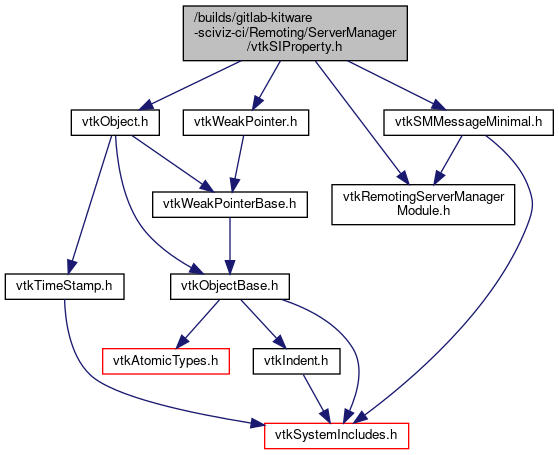 /builds/gitlab-kitware
-sciviz-ci/Remoting/ServerManager
/vtkSIProperty.h
vtkObject.h
vtkWeakPointer.h
vtkSMMessageMinimal.h
vtkWeakPointerBase.h
vtkRemotingServerManager
Module.h
vtkTimeStamp.h
vtkObjectBase.h
vtkAtomicTypes.h
vtkIndent.h
vtkSystemIncludes.h